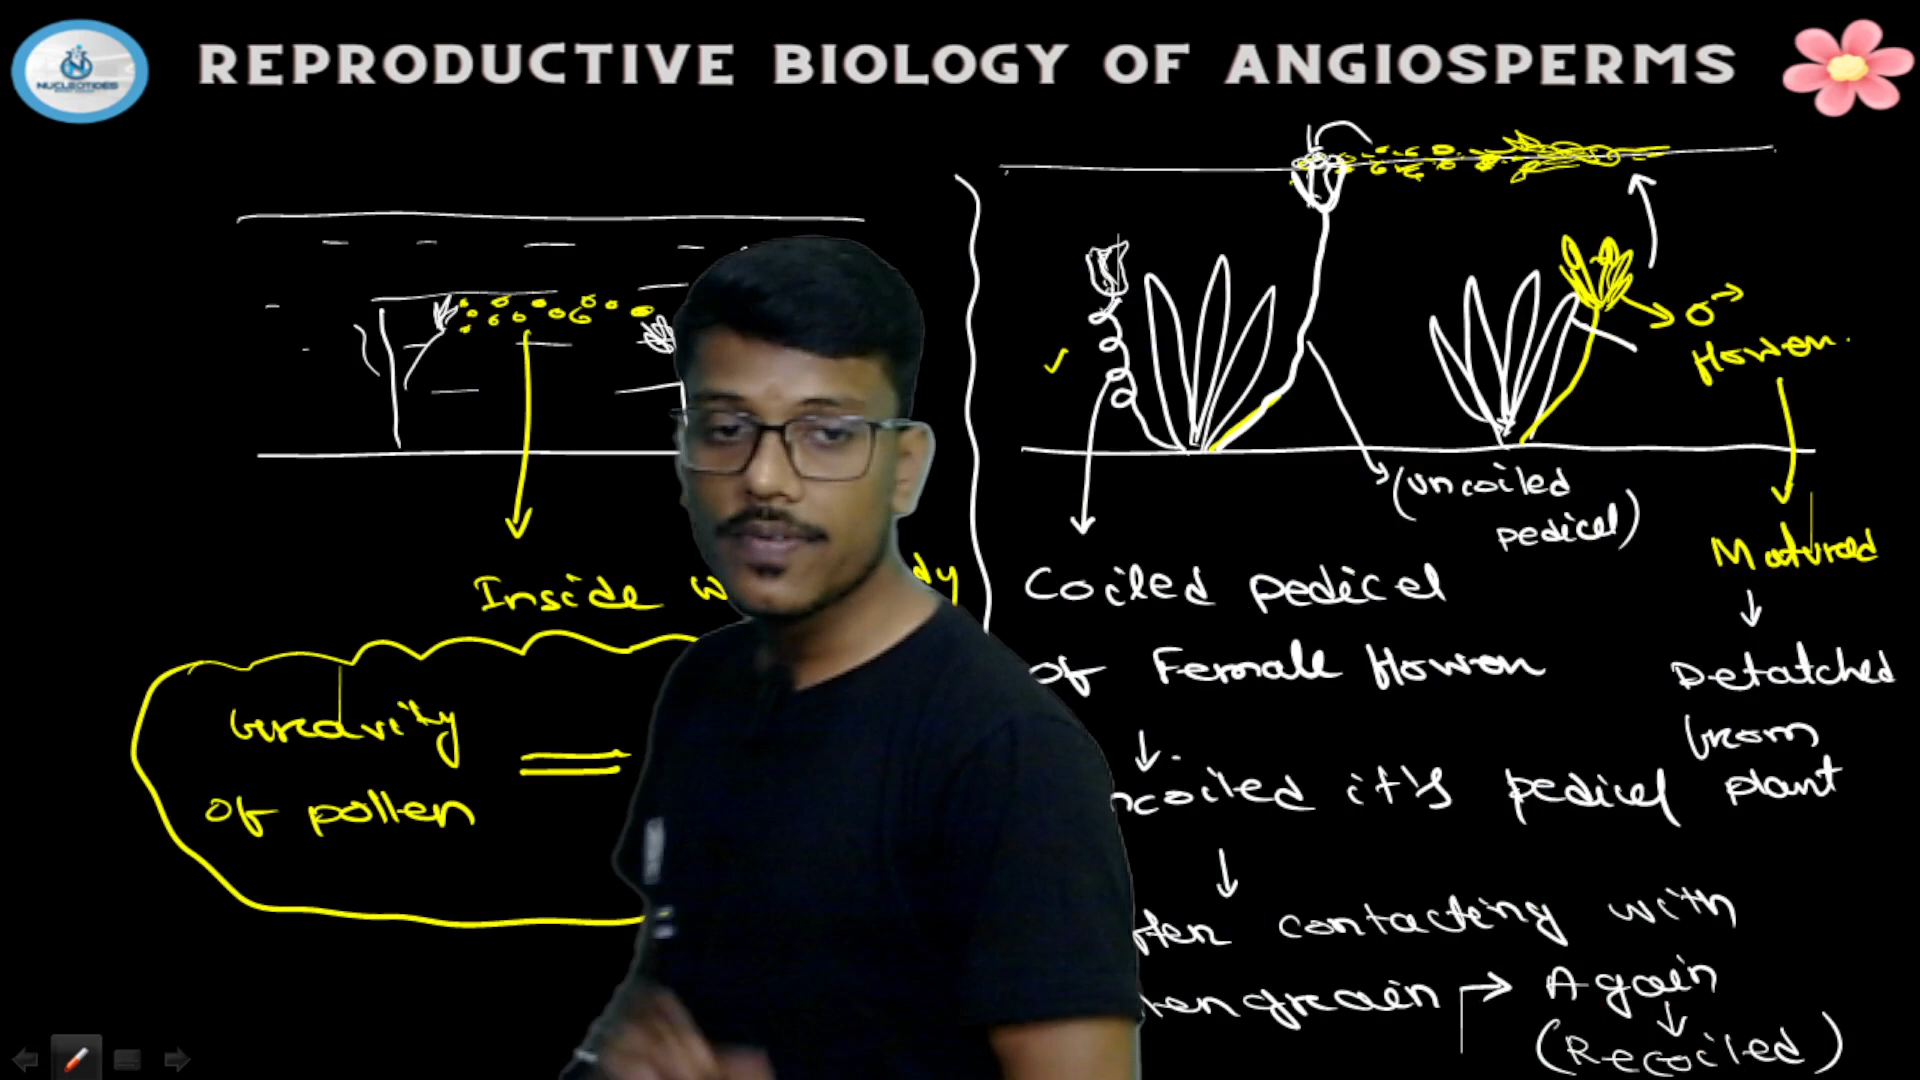 NUCLEOTIDES
REPRODUCTIVE BIOLOGY OF ANGIOSPERMS
Inside
Gravity
of pollen
♂
flower.
(uncoiled
pedicel)
Matured
Coiled pedicel
of Female flower
Detatched
from
plant
it's pedicel
contacting with
Again
(Recoiled)